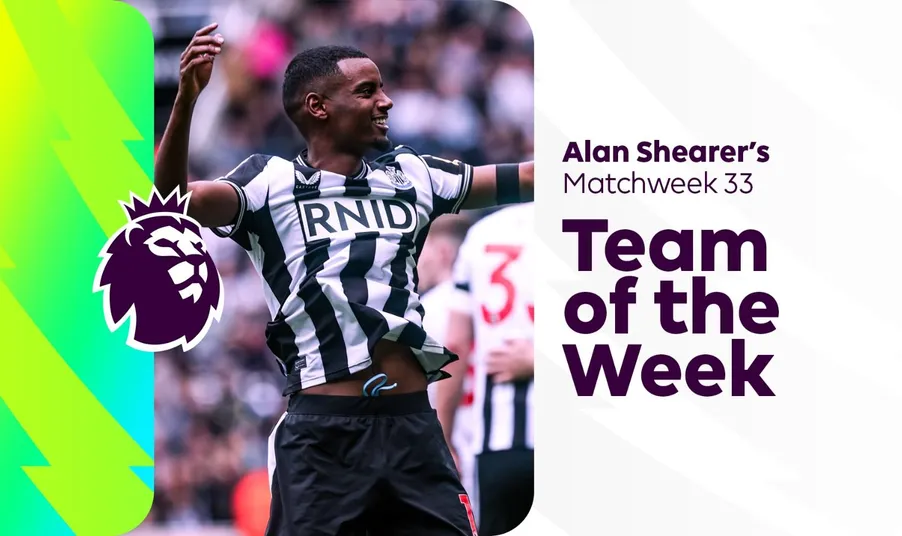 RNID
Alan Shearer's
Matchweek 33
Team
of the
Week